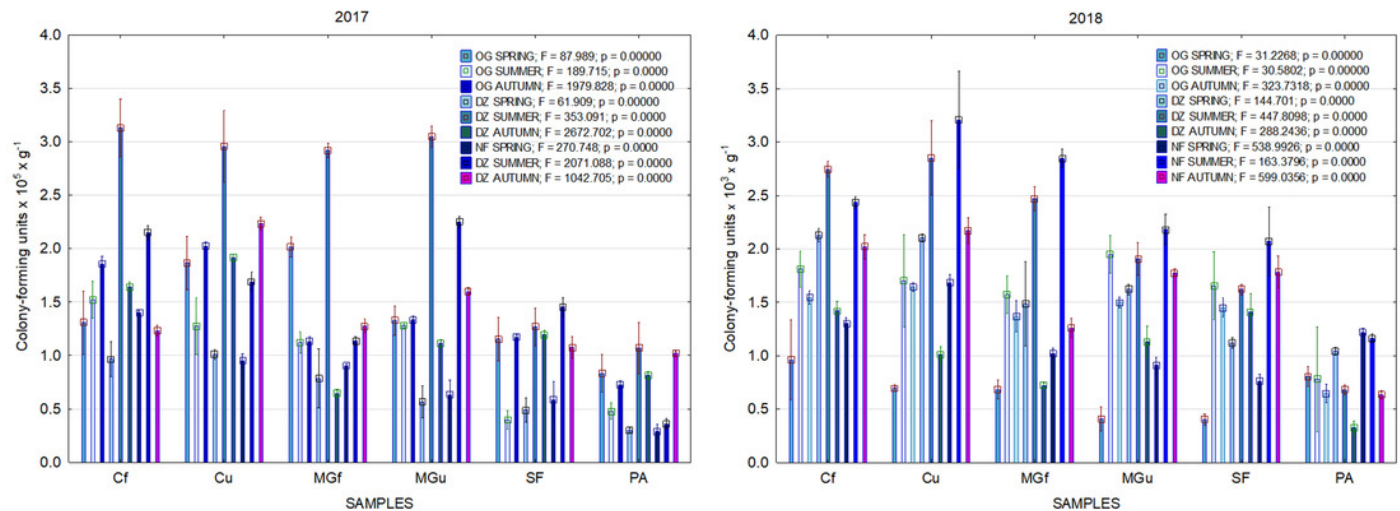 2017
Colony-forming units x 10⁵ x g⁻¹
4.0
3.5
3.0
2.5
2.0
1.5
1.0
0.5
0.0
OG SPRING; F = 87.989; p = 0.00000
OG SUMMER; F = 189.715; p = 0.0000
OG AUTUMN; F = 1979.828; p = 0.0000
DZ SPRING; F = 61.909; p = 0.00000
DZ SUMMER; F = 353.091; p = 0.0000
DZ AUTUMN; F = 2672.702; p = 0.0000
NF SPRING; F = 270.748; p = 0.0000
DZ SUMMER; F = 2071.088; p = 0.0000
DZ AUTUMN; F = 1042.705; p = 0.0000
Cf Cu MGf MGu SF PA
SAMPLES
2018
Colony-forming units x 10³ x g⁻¹
4.0
3.5
3.0
2.5
2.0
1.5
1.0
0.5
0.0
OG SPRING; F = 31.2268; p = 0.00000
OG SUMMER; F = 30.5802; p = 0.0000
OG AUTUMN; F = 323.7318; p = 0.0000
DZ SPRING; F = 144.701; p = 0.0000
DZ SUMMER; F = 447.8098; p = 0.0000
DZ AUTUMN; F = 288.2436; p = 0.0000
NF SPRING; F = 538.9926; p = 0.0000
NF SUMMER; F = 163.3796; p = 0.0000
NF AUTUMN; F = 599.0356; p = 0.0000
Cf Cu MGf MGu SF PA
SAMPLES